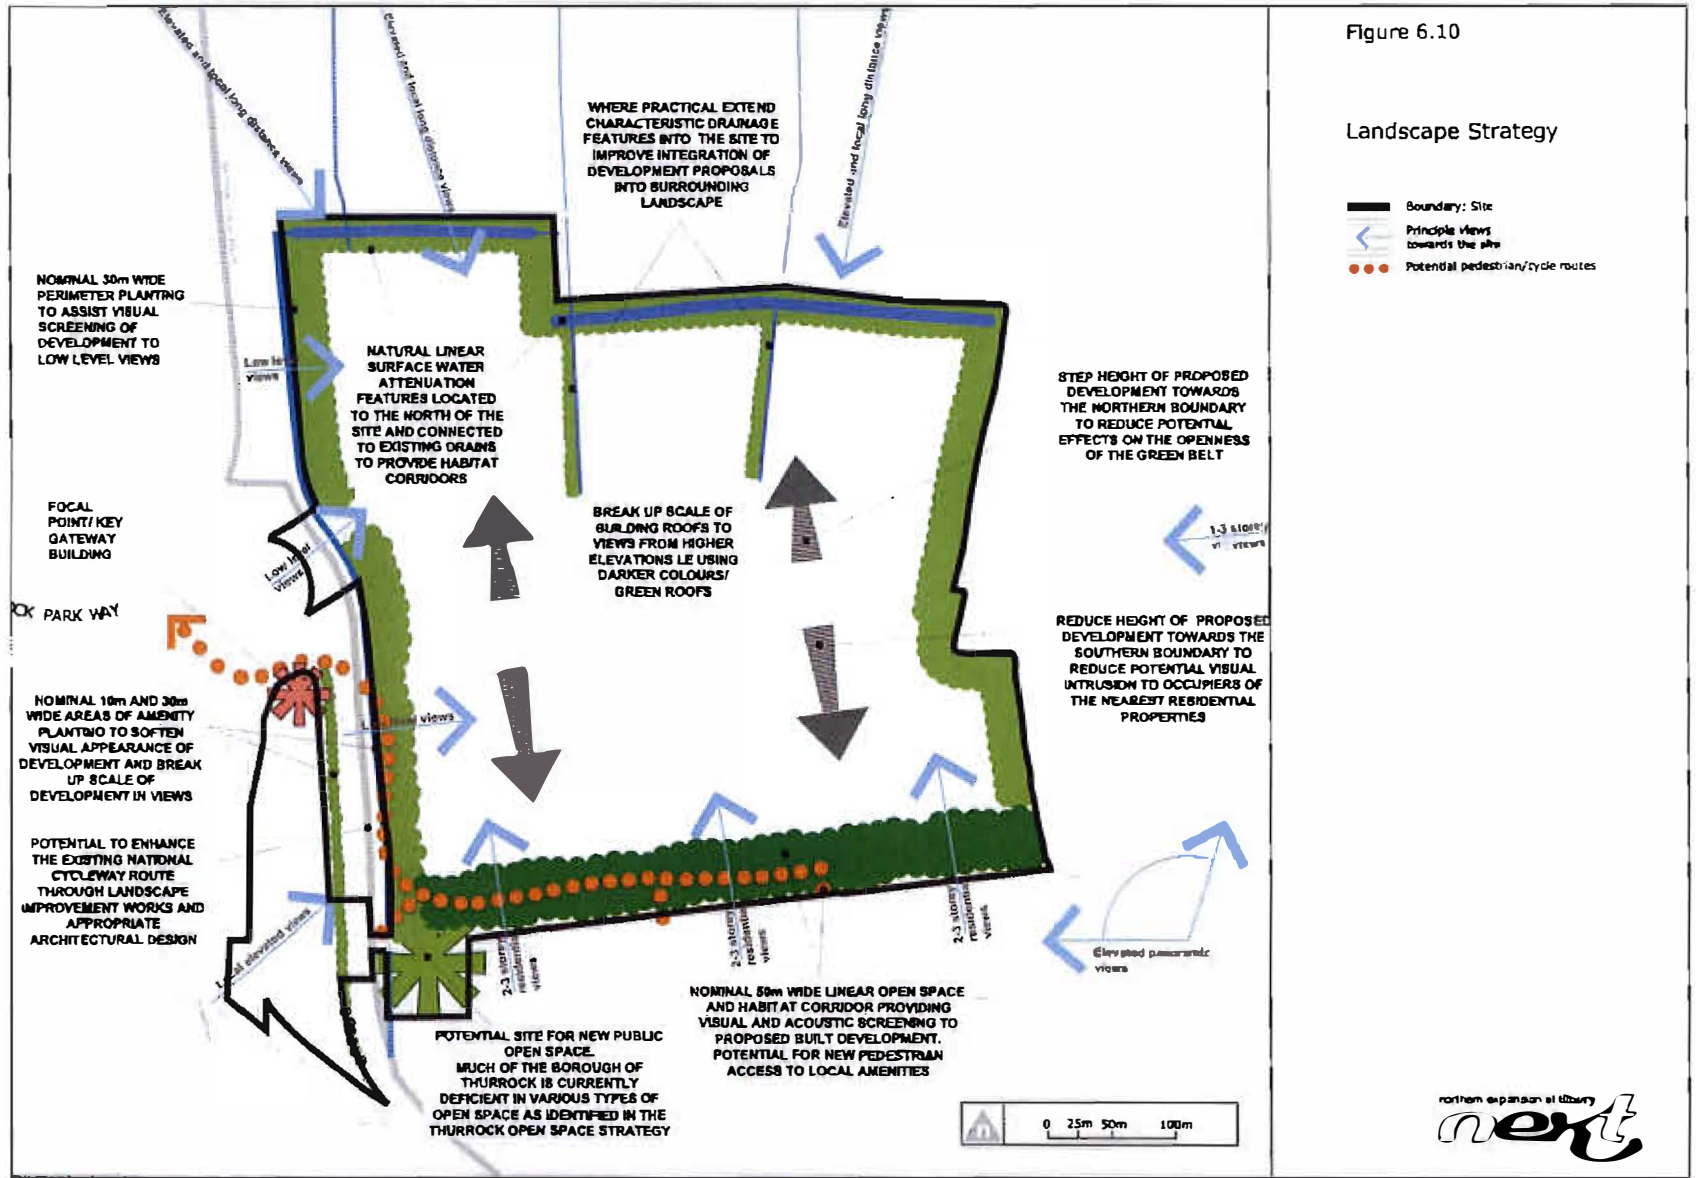 Figure 6.10
Landscape Strategy
Boundary: Site
Principle views
towards the site
Potential pedestrian/cycle routes
Elevated and local long distance views
Elevated and local long distance views
Elevated and local long distance views
WHERE PRACTICAL EXTEND
CHARACTERISTIC DRAINAGE
FEATURES INTO THE SITE TO
IMPROVE INTEGRATION OF
DEVELOPMENT PROPOSALS
INTO SURROUNDING
LANDSCAPE
NOMINAL 30m WIDE
PERIMETER PLANTING
TO ASSIST VISUAL
SCREENING OF
DEVELOPMENT TO
LOW LEVEL VIEWS
Low level
views
NATURAL LINEAR
SURFACE WATER
ATTENUATION
FEATURES LOCATED
TO THE NORTH OF THE
SITE AND CONNECTED
TO EXISTING DRAINS
TO PROVIDE HABITAT
CORRIDORS
STEP HEIGHT OF PROPOSED
DEVELOPMENT TOWARDS
THE NORTHERN BOUNDARY
TO REDUCE POTENTIAL
EFFECTS ON THE OPENNESS
OF THE GREEN BELT
FOCAL
POINT/ KEY
GATEWAY
BUILDING
Low level
views
BREAK UP SCALE OF
BUILDING ROOFS TO
VIEWS FROM HIGHER
ELEVATIONS I.E USING
DARKER COLOURS/
GREEN ROOFS
1-3 storey
views
PARK WAY
REDUCE HEIGHT OF PROPOSED
DEVELOPMENT TOWARDS THE
SOUTHERN BOUNDARY TO
REDUCE POTENTIAL VISUAL
INTRUSION TO OCCUPIERS OF
THE NEAREST RESIDENTIAL
PROPERTIES
NOMINAL 10m AND 30m
WIDE AREAS OF AMENITY
PLANTING TO SOFTEN
VISUAL APPEARANCE OF
DEVELOPMENT AND BREAK
UP SCALE OF
DEVELOPMENT IN VIEWS
views
POTENTIAL TO ENHANCE
THE EXISTING NATIONAL
CYCLEWAY ROUTE
THROUGH LANDSCAPE
IMPROVEMENT WORKS AND
APPROPRIATE
ARCHITECTURAL DESIGN
elevated views
2-3 storey
residential
views
2-3 storey
residential
views
2-3 storey
residential
views
Elevated panoramic
views
NOMINAL 50m WIDE LINEAR OPEN SPACE
AND HABITAT CORRIDOR PROVIDING
VISUAL AND ACOUSTIC SCREENING TO
PROPOSED BUILT DEVELOPMENT.
POTENTIAL FOR NEW PEDESTRIAN
ACCESS TO LOCAL AMENITIES
POTENTIAL SITE FOR NEW PUBLIC
OPEN SPACE.
MUCH OF THE BOROUGH OF
THURROCK IS CURRENTLY
DEFICIENT IN VARIOUS TYPES OF
OPEN SPACE AS IDENTIFIED IN THE
THURROCK OPEN SPACE STRATEGY
n
0 25m 50m 100m
northern expansion at tilbury
next